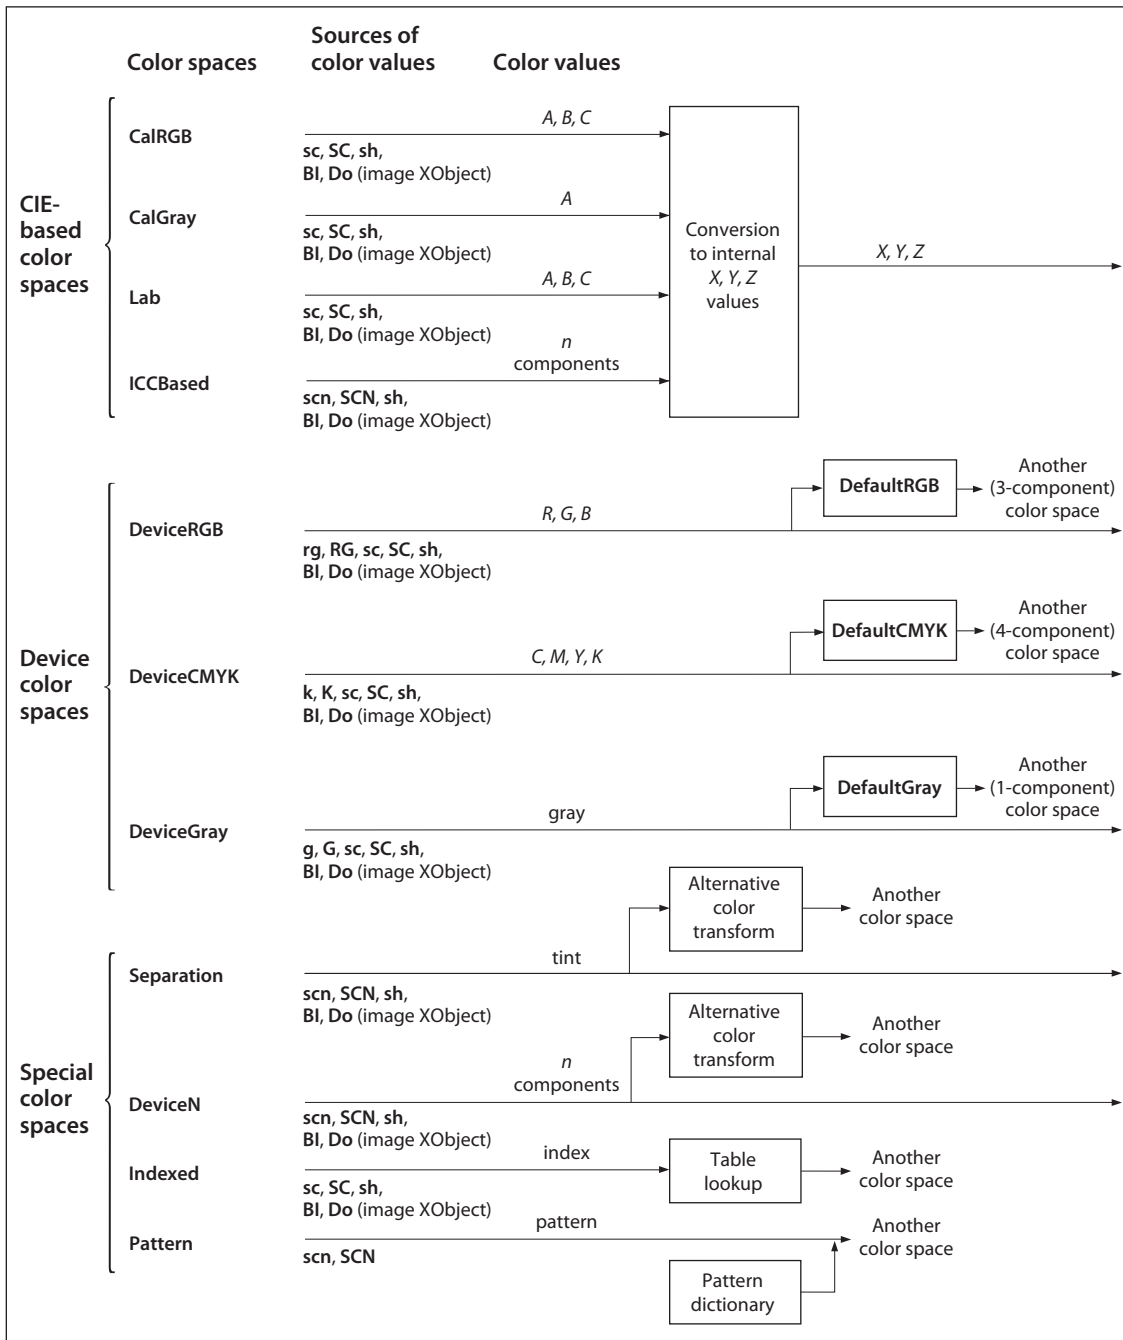 Sources of
Color spaces color values Color values
CIE-
based
color
spaces
CalRGB
A, B, C
sc, SC, sh,
BI, Do (image XObject)
CalGray
A
sc, SC, sh,
BI, Do (image XObject)
Lab
A, B, C
sc, SC, sh,
BI, Do (image XObject)
ICCBased
n
components
scn, SCN, sh,
BI, Do (image XObject)
Conversion
to internal
X, Y, Z
values
X, Y, Z
Device
color
spaces
DeviceRGB
R, G, B
rg, RG, sc, SC, sh,
BI, Do (image XObject)
DefaultRGB
Another
(3-component)
color space
DeviceCMYK
C, M, Y, K
k, K, sc, SC, sh,
BI, Do (image XObject)
DefaultCMYK
Another
(4-component)
color space
DeviceGray
gray
g, G, sc, SC, sh,
BI, Do (image XObject)
DefaultGray
Another
(1-component)
color space
Special
color
spaces
Separation
tint
scn, SCN, sh,
BI, Do (image XObject)
Alternative
color
transform
Another
color space
DeviceN
n
components
scn, SCN, sh,
BI, Do (image XObject)
Alternative
color
transform
Another
color space
Indexed
index
sc, SC, sh,
BI, Do (image XObject)
Table
lookup
Another
color space
Pattern
pattern
scn, SCN
Pattern
dictionary
Another
color space